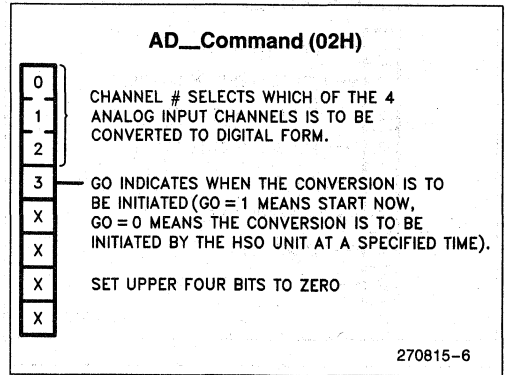 AD__Command (02H)
0
1
2
CHANNEL # SELECTS WHICH OF THE 4
ANALOG INPUT CHANNELS IS TO BE
CONVERTED TO DIGITAL FORM.
3
GO INDICATES WHEN THE CONVERSION IS TO
BE INITIATED (GO = 1 MEANS START NOW,
GO = 0 MEANS THE CONVERSION IS TO BE
INITIATED BY THE HSO UNIT AT A SPECIFIED TIME).
X
X
X
SET UPPER FOUR BITS TO ZERO
X
270815-6